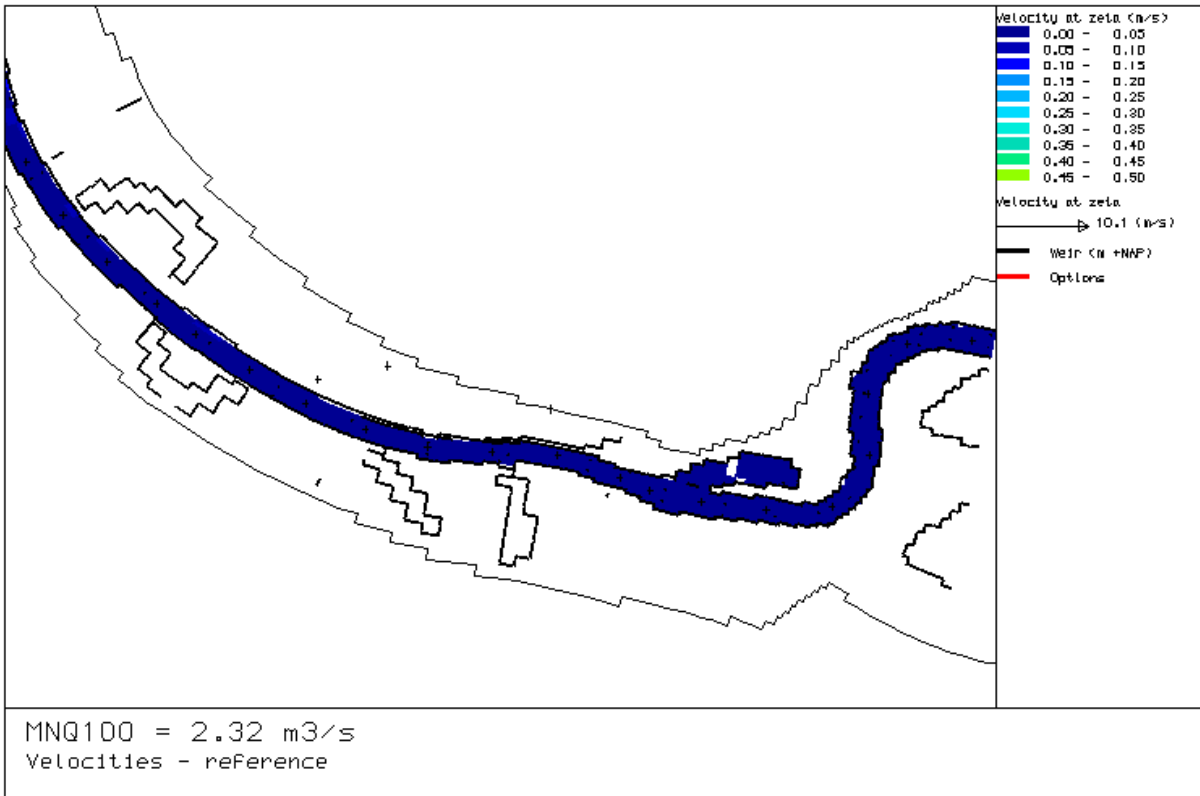 Velocity at zeta (m/s)
0.00 - 0.05
0.05 - 0.10
0.10 - 0.15
0.15 - 0.20
0.20 - 0.25
0.25 - 0.30
0.30 - 0.35
0.35 - 0.40
0.40 - 0.45
0.45 - 0.50
Velocity at zeta
10.1 (m/s)
Weir (m +NAP)
Options
MNQ100 = 2.32 m3/s
Velocities - reference